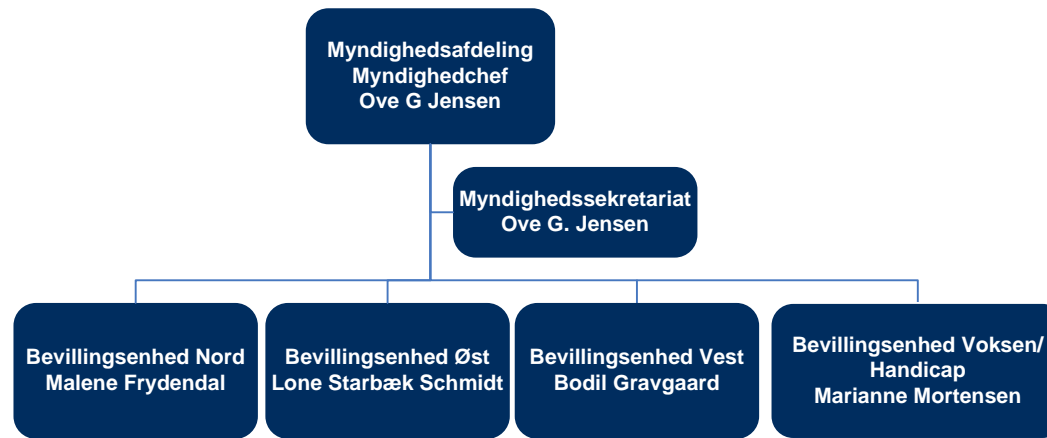 Myndighedsafdeling
Myndighedchef
Ove G Jensen
Myndighedssekretariat
Ove G. Jensen
Bevillingsenhed Nord
Malene Frydendal
Bevillingsenhed Øst
Lone Starbæk Schmidt
Bevillingsenhed Vest
Bodil Gravgaard
Bevillingsenhed Voksen/
Handicap
Marianne Mortensen